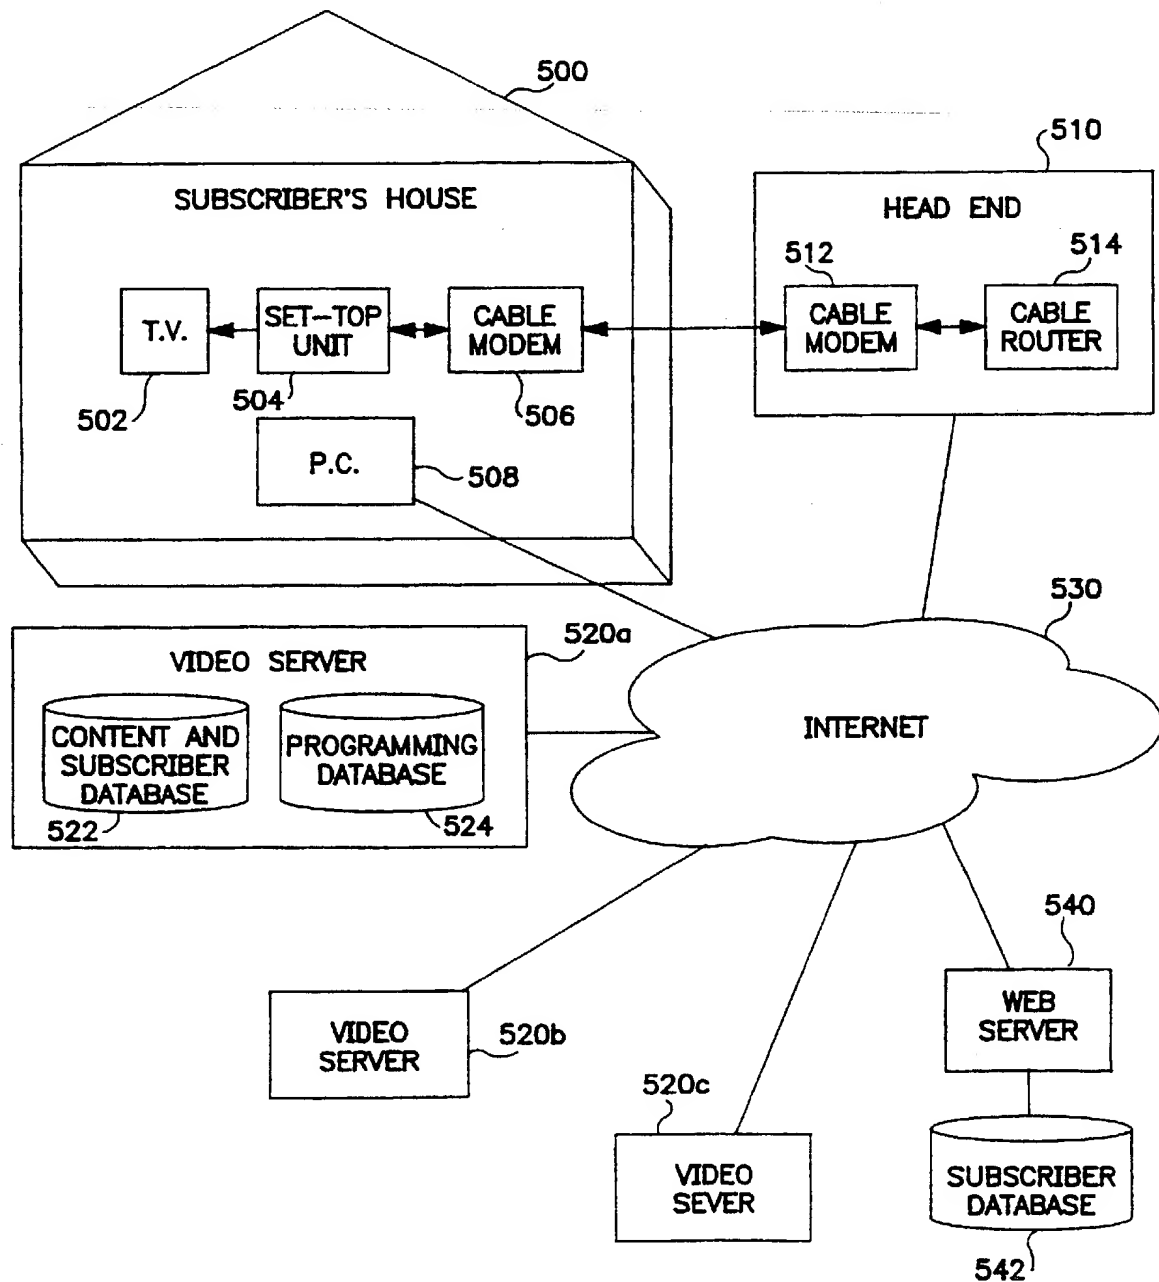 500
SUBSCRIBER'S HOUSE
T.V.
SET-TOP
UNIT
CABLE
MODEM
502
504
506
P.C.
508
510
HEAD END
512
514
CABLE
MODEM
CABLE
ROUTER
520a
VIDEO SERVER
CONTENT AND
SUBSCRIBER
DATABASE
522
PROGRAMMING
DATABASE
524
530
INTERNET
VIDEO
SERVER
520b
520c
VIDEO
SEVER
540
WEB
SERVER
SUBSCRIBER
DATABASE
542